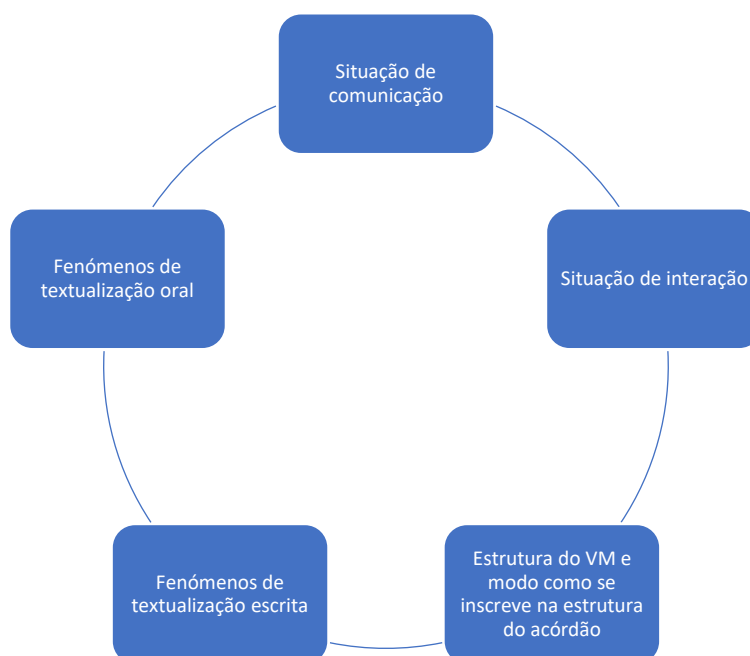 Situação de
comunicação
Situação de interação
Estrutura do VM e
modo como se
inscreve na estrutura
do acórdão
Fenómenos de
textualização escrita
Fenómenos de
textualização oral